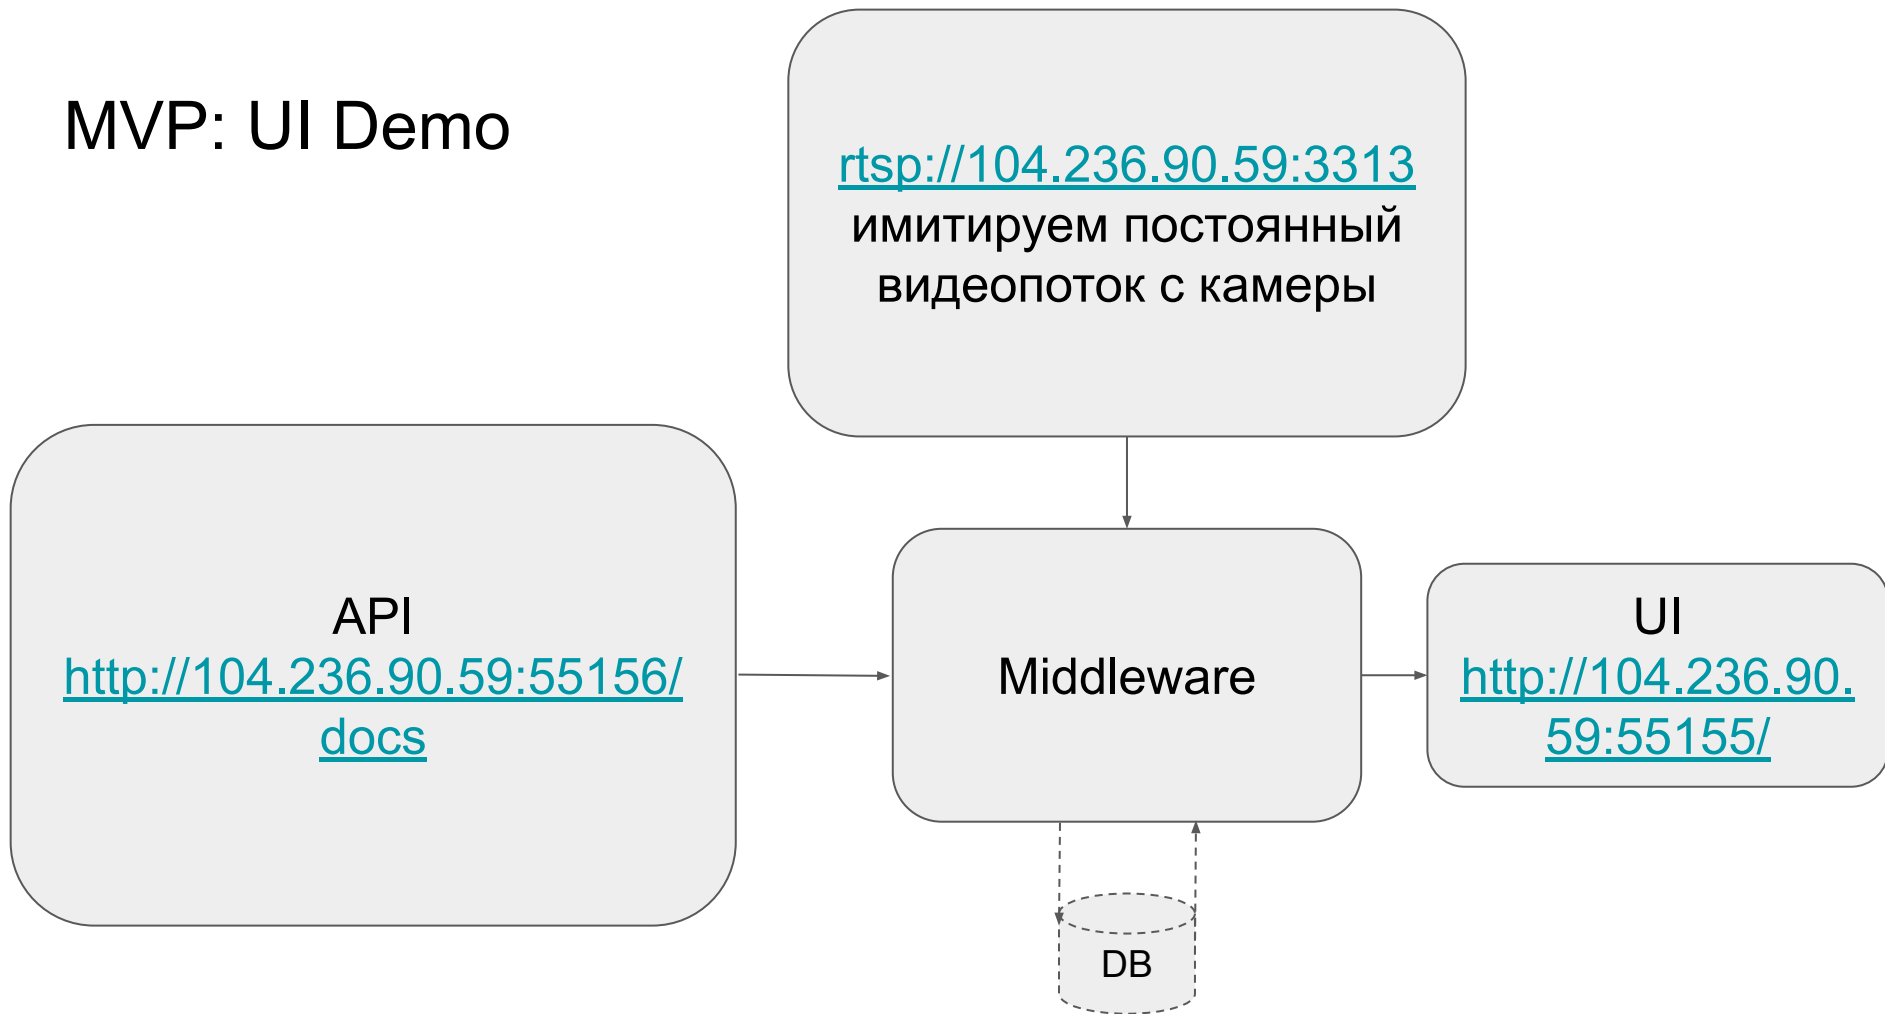 MVP: UI Demo
rtsp://104.236.90.59:3313
имитируем постоянный
видеопоток с камеры
API
http://104.236.90.59:55156/
docs
Middleware
UI
http://104.236.90.
59:55155/
DB